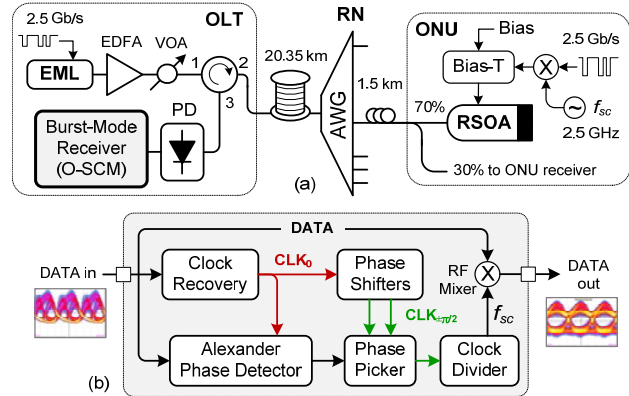 OLT
RN
ONU
2.5 Gb/s
EDFA
VOA
1
2
3
EML
20.35 km
AWG
1.5 km
70%
Bias
Bias-T
X
2.5 Gb/s
~
fsc
2.5 GHz
RSOA
30% to ONU receiver
PD
Burst-Mode
Receiver
(O-SCM)
(a)
DATA
DATA in
Clock
Recovery
CLK0
Phase
Shifters
RF
Mixer
X
DATA
out
CLK±π/2
fsc
Alexander
Phase Detector
Phase
Picker
Clock
Divider
(b)